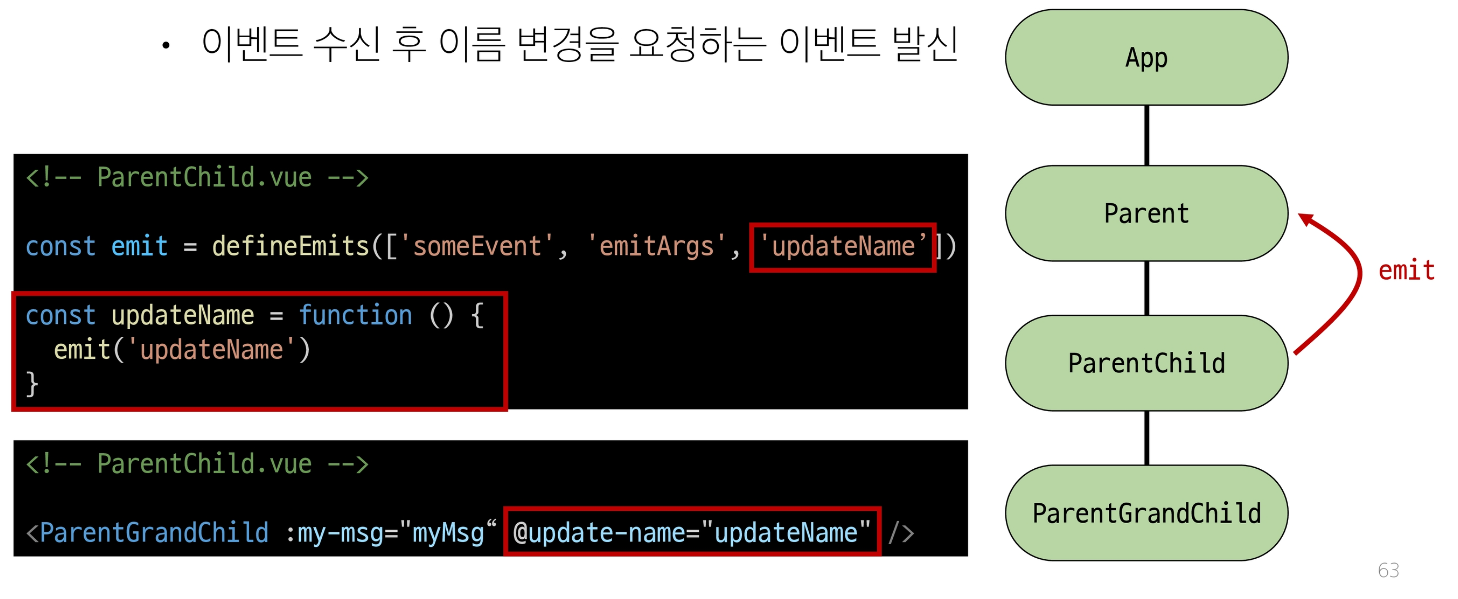 • 이벤트 수신 후 이름 변경을 요청하는 이벤트 발신
<!-- ParentChild.vue -->
const emit = defineEmits(['someEvent', 'emitArgs', 'updateName’])
const updateName = function () {
  emit('updateName')
}
<!-- ParentChild.vue -->
<ParentGrandChild :my-msg="myMsg“ @update-name="updateName" />
App
Parent
emit
ParentChild
ParentGrandChild
63